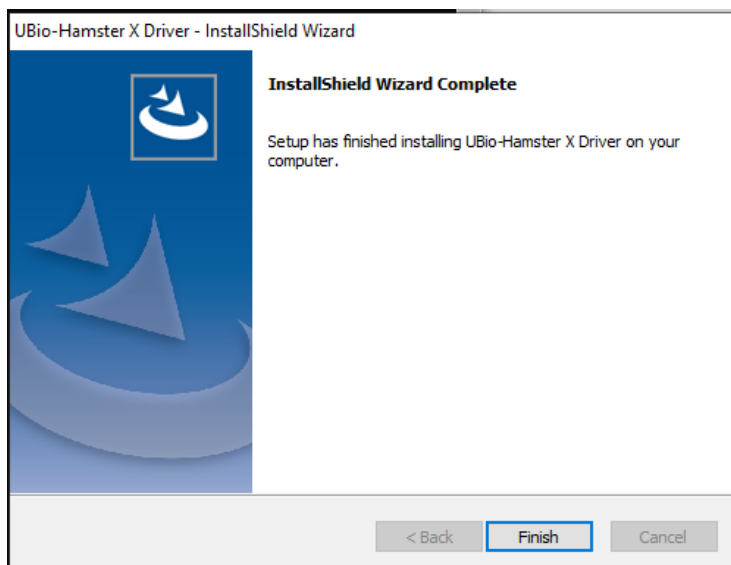 UBio-Hamster X Driver - InstallShield Wizard
InstallShield Wizard Complete
Setup has finished installing UBio-Hamster X Driver on your
computer.
< Back
Finish
Cancel